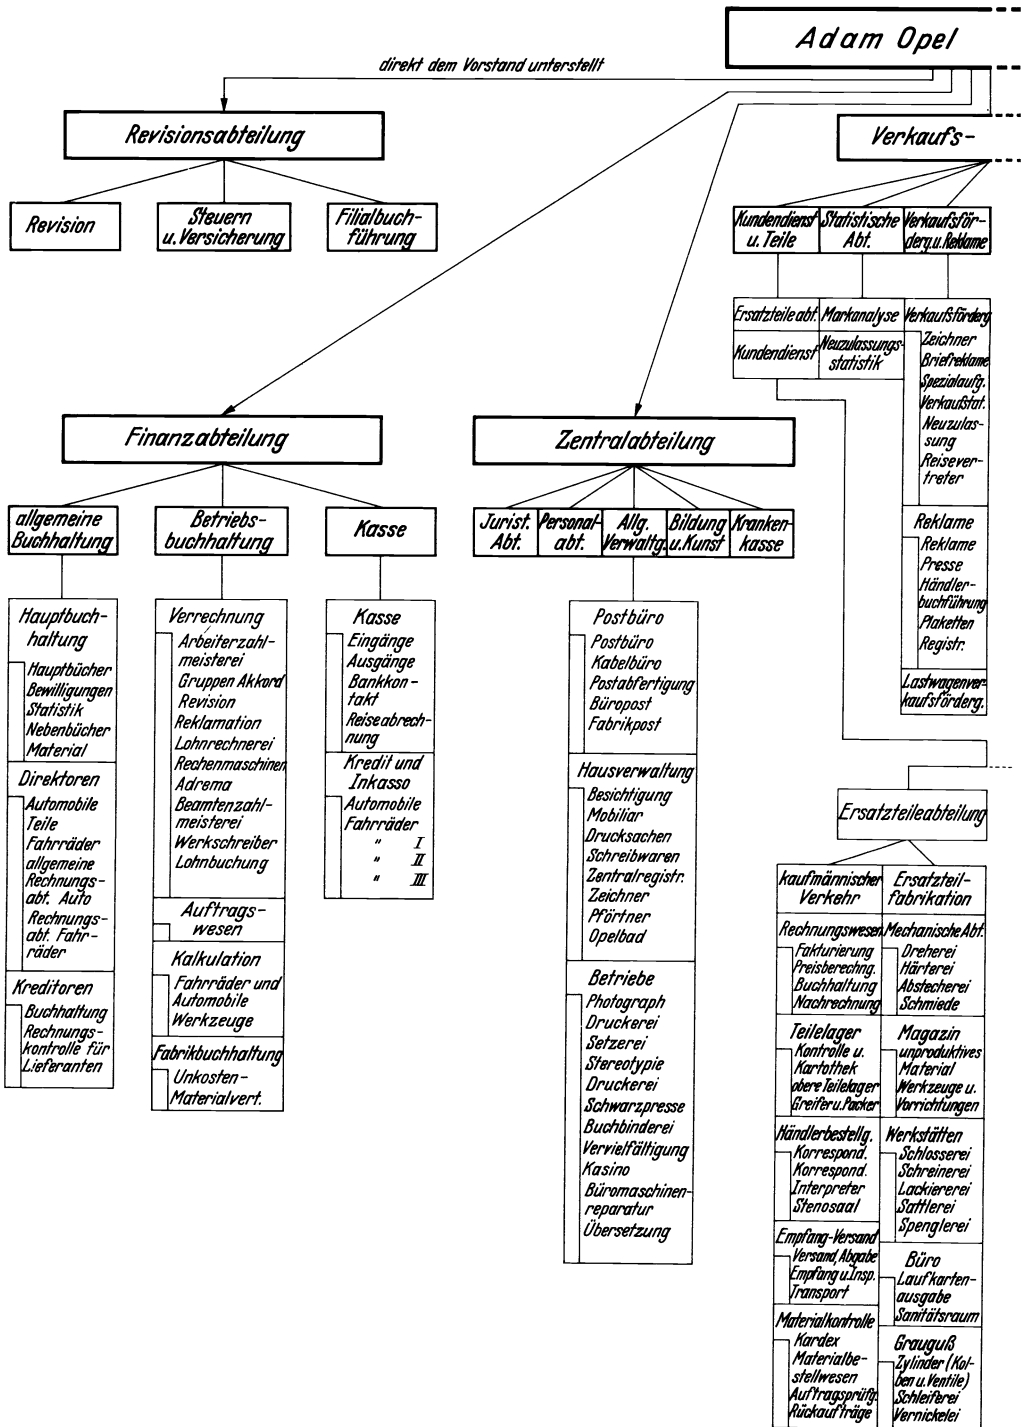 Adam Opel
direkt dem Vorstand unterstellt
Revisionsabteilung
Revision
Steuern
u. Versicherung
Filialbuch-
führung
Verkaufs-
Kundendienst
u. Teile
Statistische
Abt.
Verkaufsför-
derg. u. Reklame
Ersatzteileabt.
Kundendienst
Markanalyse
Neuzulassungs-
statistik
Verkaufsförderg
Zeichner
Briefreklame
Spezialaufg.
Verkaufstat.
Neuzulas-
sung
Reisever-
treter
Reklame
Reklame
Presse
Händler-
buchführung
Plaketten
Registr.
Lastwagenver-
kaufsförderg.
Finanzabteilung
allgemeine
Buchhaltung
Betriebs-
buchhaltung
Kasse
Hauptbuch-
haltung
Hauptbücher
Bewilligungen
Statistik
Nebenbücher
Material
Direktoren
Automobile
Teile
Fahrräder
allgemeine
Rechnungs-
abt. Auto
Rechnungs-
abt. Fahr-
räder
Kreditoren
Buchhaltung
Rechnungs-
kontrolle für
Lieferanten
Verrechnung
Arbeiterzahl-
meisterei
Gruppen Akkord
Revision
Reklamation
Lohnrechnerei
Rechenmaschinen
Adrema
Beamtenzahl-
meisterei
Werkschreiber
Lohnbuchung
Auftrags-
wesen
Kalkulation
Fahrräder und
Automobile
Werkzeuge
Fabrikbuchhaltung
Unkosten-
Materialvert.
Kasse
Eingänge
Ausgänge
Bankkon-
takt
Reiseabrech-
nung
Kredit und
Inkasso
Automobile
Fahrräder
" I
" II
" III
Zentralabteilung
Jurist.
Abt.
Personal-
abt.
Allg.
Verwaltg.
Bildung
u. Kunst
Kranken-
kasse
Postbüro
Postbüro
Kabelbüro
Postabfertigung
Büropost
Fabrikpost
Hausverwaltung
Besichtigung
Mobiliar
Drucksachen
Schreibwaren
Zentralregistr.
Zeichner
Pförtner
Opelbad
Betriebe
Photograph
Druckerei
Setzerei
Stereotypie
Druckerei
Schwarzpresse
Buchbinderei
Vervielfältigung
Kasino
Büromaschinen-
reparatur
Übersetzung
Ersatzteileabteilung
kaufmännischer
Verkehr
Rechnungswesen
Fakturierung
Preisberechng.
Buchhaltung
Nachrechnung
Teilelager
Kontrolle u.
Kartothek
obere Teilelager
Greifer u. Packer
Händlerbestellg.
Korrespond.
Korrespond.
Interpreter
Stenosaal
Empfang-Versand
Versand, Abgabe
Empfang u. Insp.
Transport
Materialkontrolle
Kardex
Materialbe-
stellwesen
Auftragsprüfg.
Rückaufträge
Ersatzteil-
fabrikation
Mechanische Abt.
Dreherei
Härterei
Abstecherei
Schmiede
Magazin
unproduktives
Material
Werkzeuge u.
Vorrichtungen
Werkstätten
Schlosserei
Schreinerei
Lackiererei
Sattlerei
Spenglerei
Büro
Laufkarten-
ausgabe
Sanitätsraum
Grauguß
Zylinder (Kol-
ben u. Ventile)
Schleiferei
Vernickelei